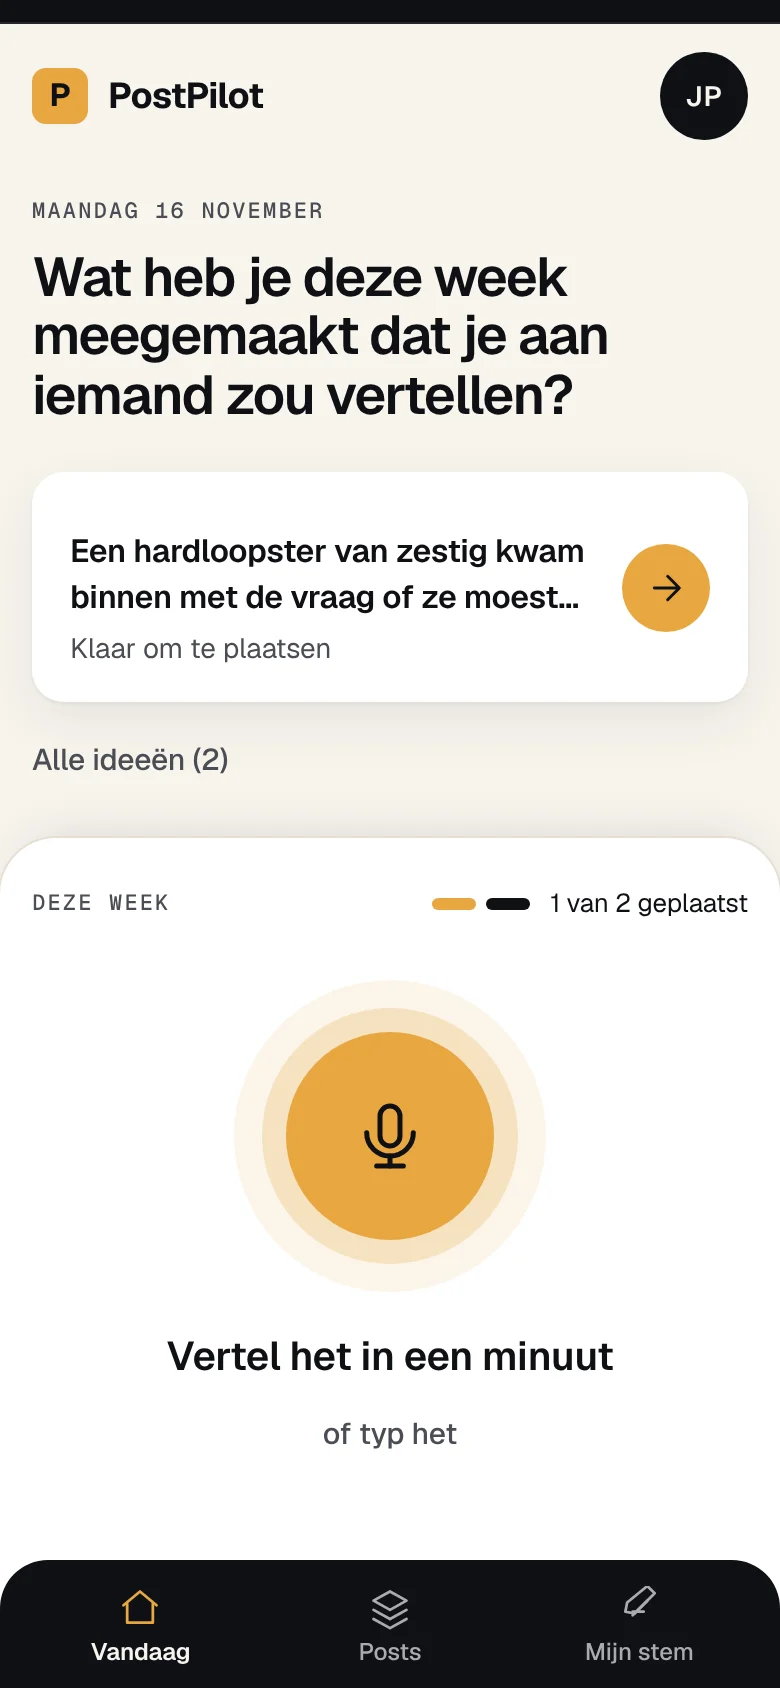 P PostPilot JP
MAANDAG 16 NOVEMBER
Wat heb je deze week
meegemaakt dat je aan
iemand zou vertellen?
Een hardloopster van zestig kwam
binnen met de vraag of ze moest...
Klaar om te plaatsen
Alle ideeën (2)
DEZE WEEK 1 van 2 geplaatst
Vertel het in een minuut
of typ het
Vandaag Posts Mijn stem